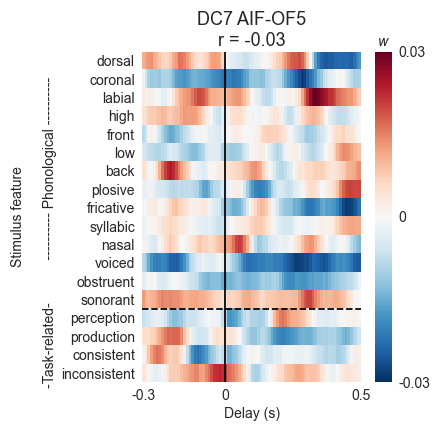 DC7 AIF-OF5
r = -0.03
w
dorsal
coronal
labial
high
front
low
back
plosive
fricative
syllabic
nasal
voiced
obstruent
sonorant
perception
production
consistent
inconsistent
Stimulus feature
-Task-related- ---------- Phonological ----------
0.03
0
-0.03
-0.3 0 0.5
Delay (s)